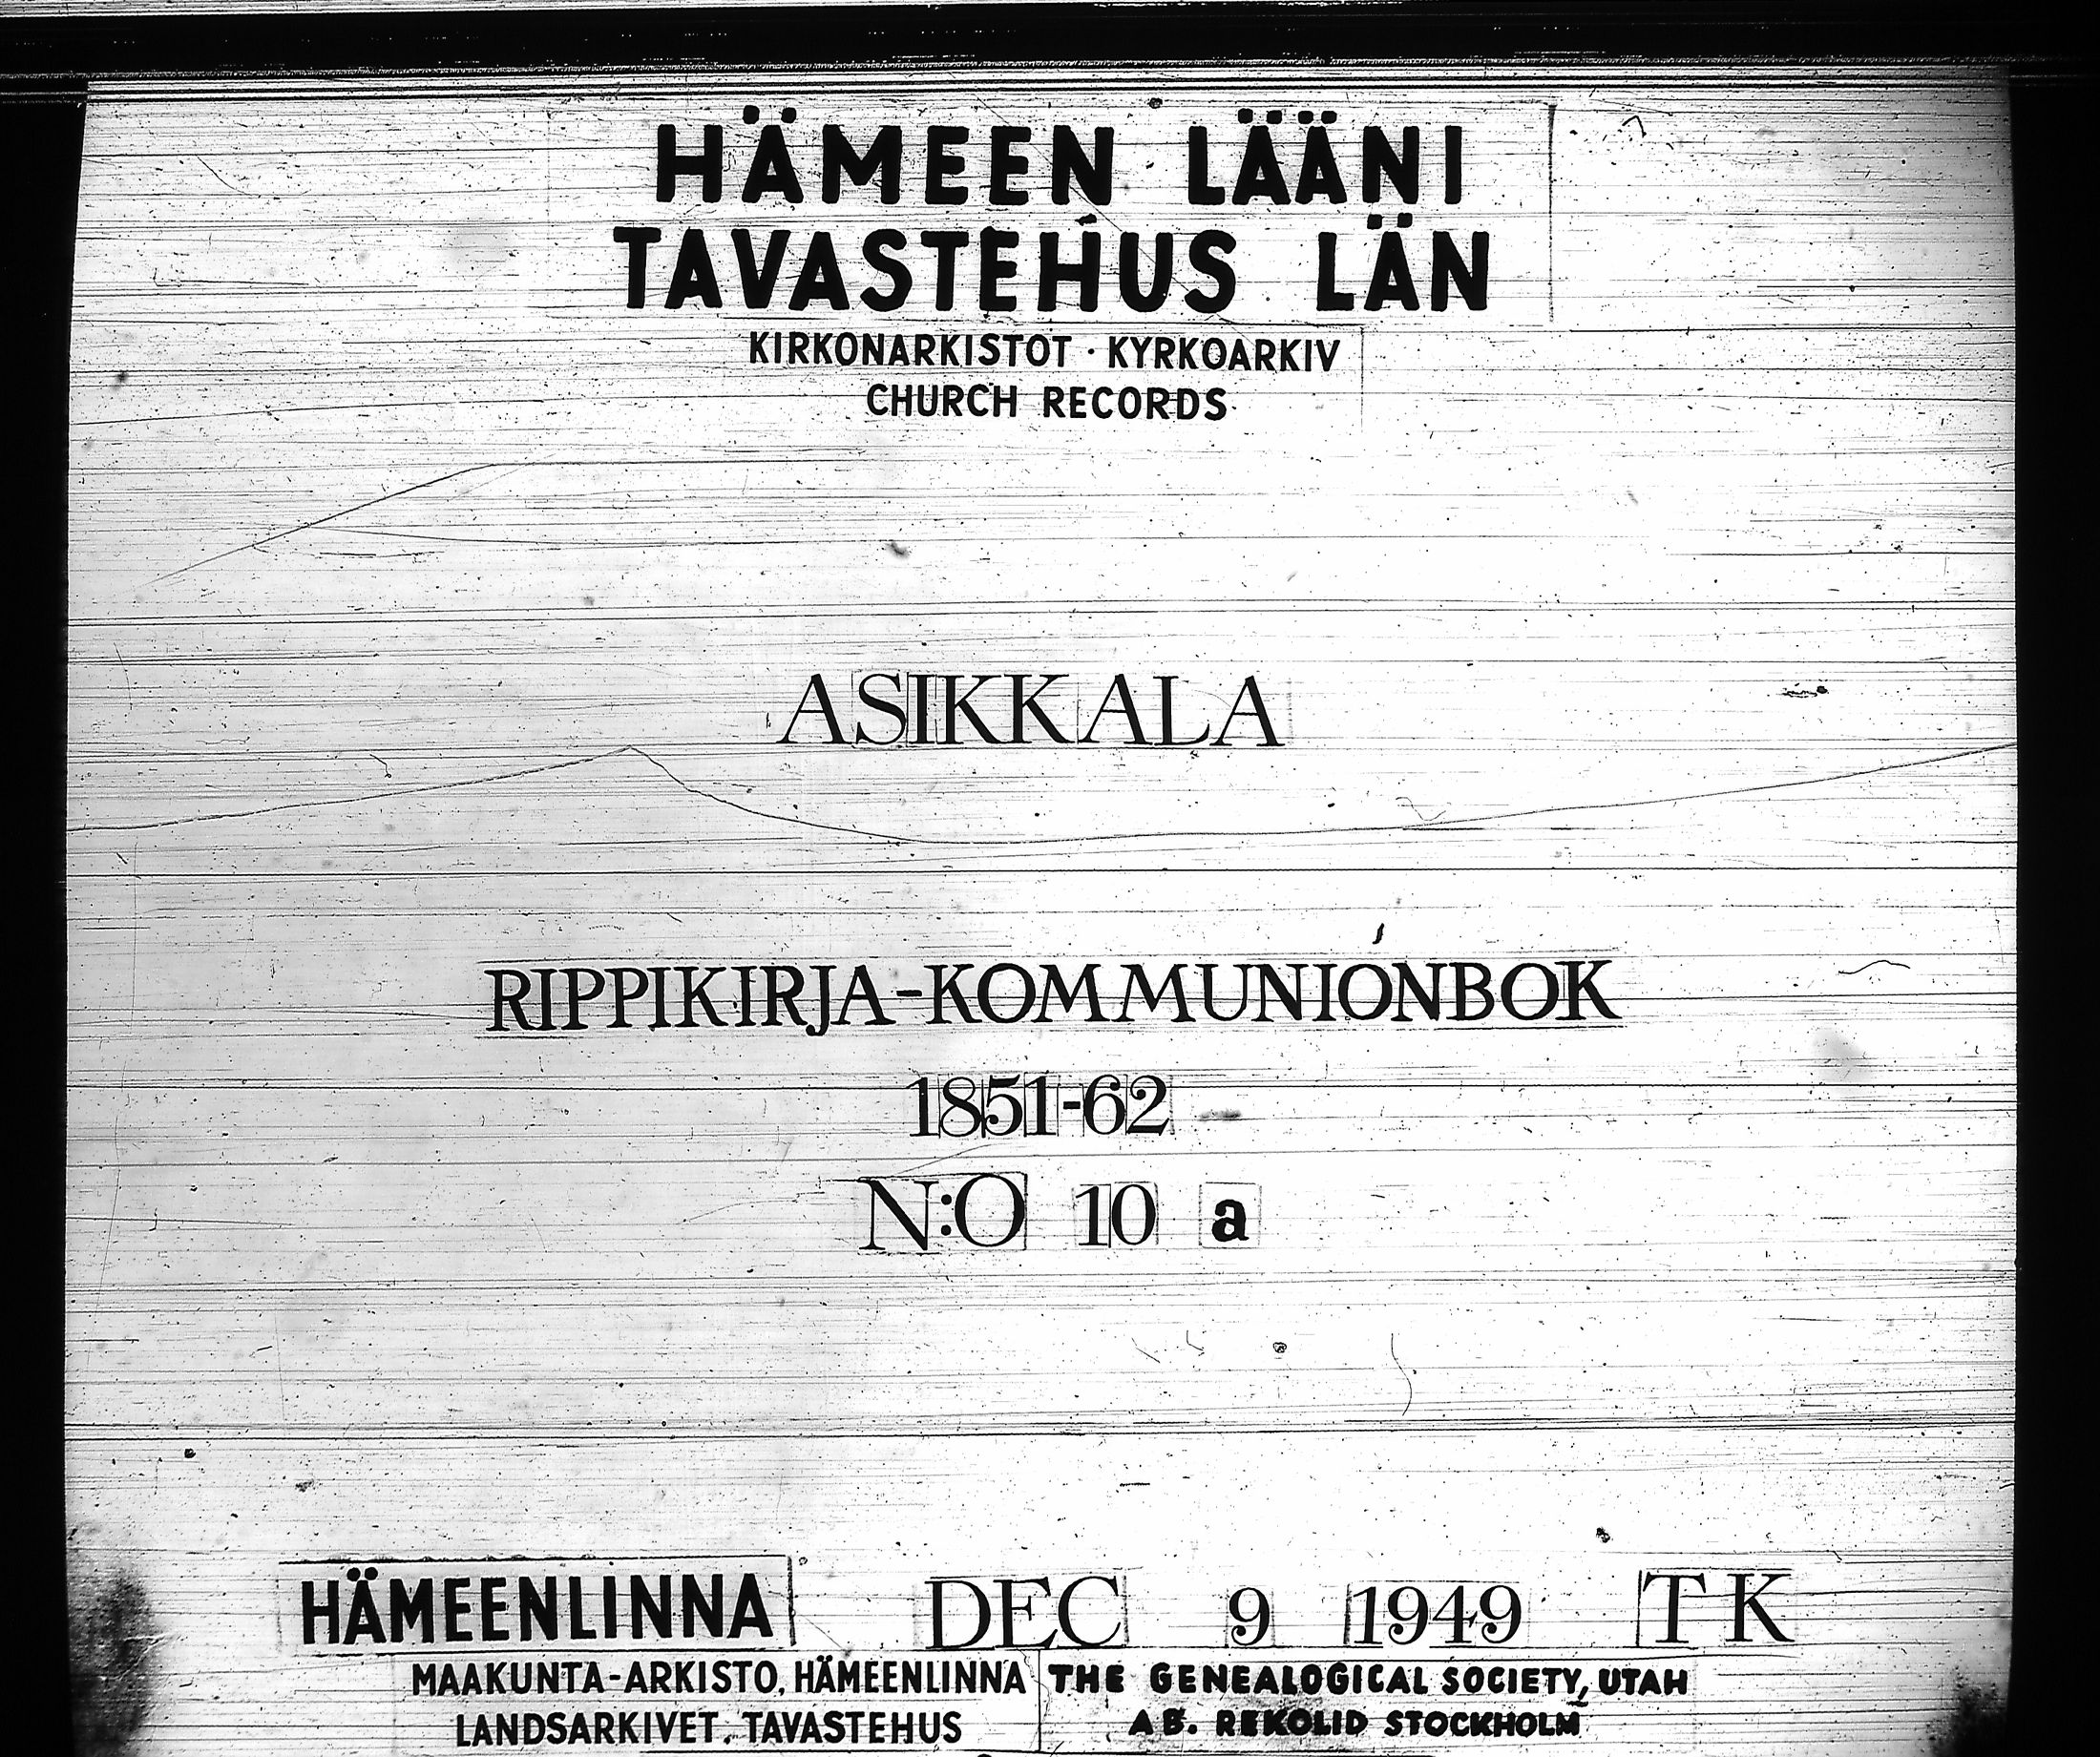 HÄMEEN LÄÄNI
TAVASTEHUS LÄN
KIRKONARKISTOT · KYRKOARKIV
CHURCH RECORDS
ASIKKALA
RIPPIKIRJA-KOMMUNIONBOK
1851-62
N:O 10 a
HÄMEENLINNA DEC 9 1949 TK
MAAKUNTA-ARKISTO, HÄMEENLINNA
LANDSARKIVET, TAVASTEHUS
THE GENEALOGICAL SOCIETY, UTAH
AB. REKOLID STOCKHOLM